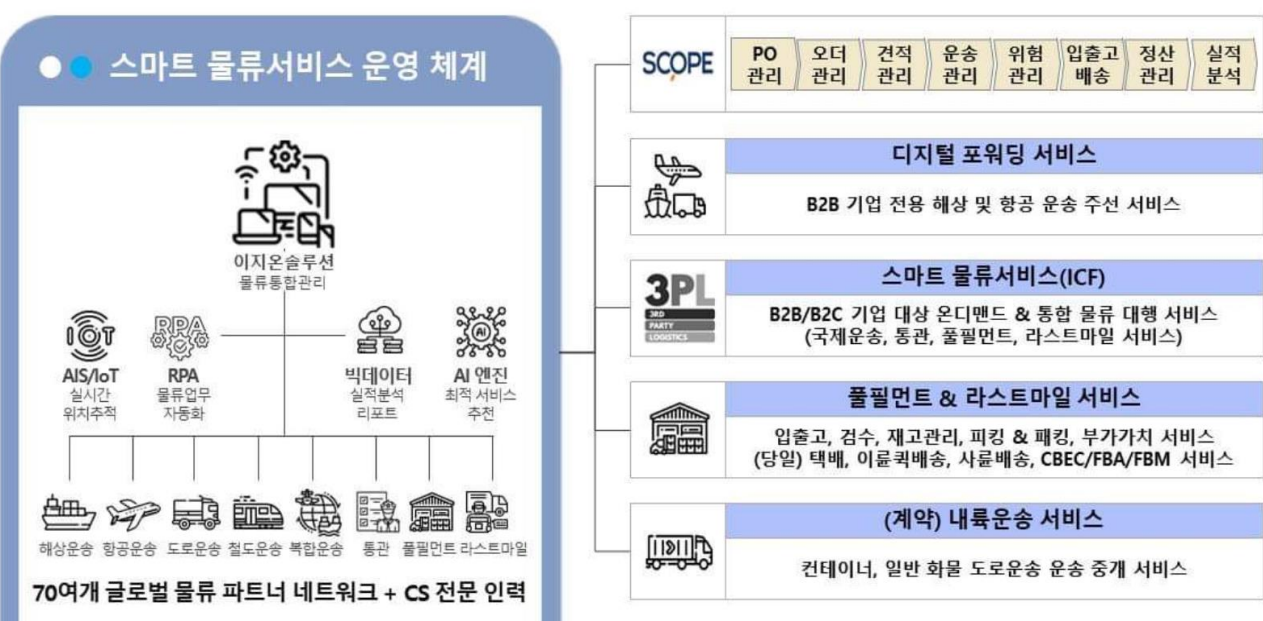 스마트 물류서비스 운영 체계
이지온솔루션
물류통합관리
IOT
AIS/IoT
실시간
위치추적
RPA
RPA
물류업무
자동화
빅데이터
실적분석
리포트
AI
AI 엔진
최적 서비스
추천
해상운송 항공운송 도로운송 철도운송 복합운송 통관 풀필먼트 라스트마일
70여개 글로벌 물류 파트너 네트워크 + CS 전문 인력
SCOPE
PO
관리
오더
관리
견적
관리
운송
관리
위험
관리
입출고
배송
정산
관리
실적
분석
디지털 포워딩 서비스
B2B 기업 전용 해상 및 항공 운송 주선 서비스
3PL
3RD
PARTY
LOGISTICS
스마트 물류서비스(ICF)
B2B/B2C 기업 대상 온디맨드 & 통합 물류 대행 서비스
(국제운송, 통관, 풀필먼트, 라스트마일 서비스)
풀필먼트 & 라스트마일 서비스
입출고, 검수, 재고관리, 피킹 & 패킹, 부가가치 서비스
(당일) 택배, 이륜퀵배송, 사륜배송, CBEC/FBA/FBM 서비스
(계약) 내륙운송 서비스
컨테이너, 일반 화물 도로운송 운송 중개 서비스